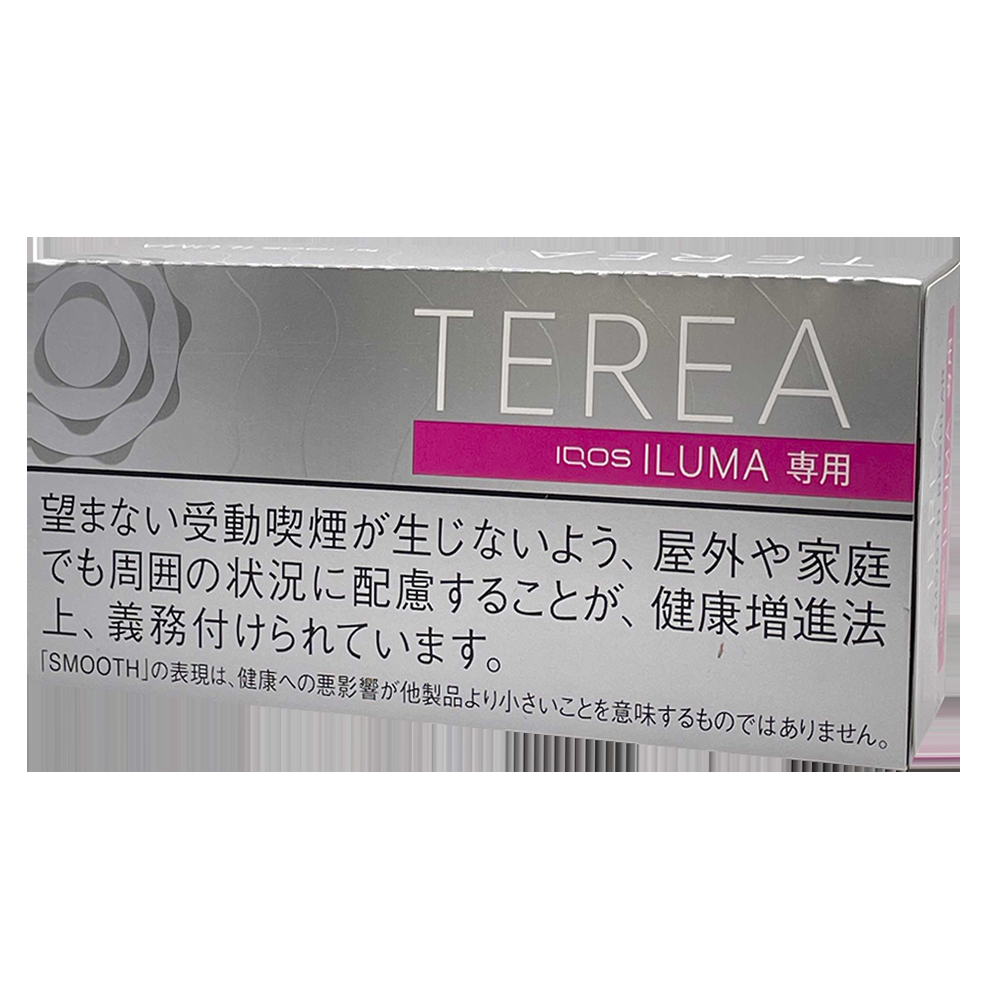 TEREA
TEREA
IQOS ILUMA 専用
望まない受動喫煙が生じないよう、屋外や家庭
でも周囲の状況に配慮することが、健康増進法
上、義務付けられています。
「SMOOTH」の表現は、健康への悪影響が他製品より小さいことを意味するものではありません。